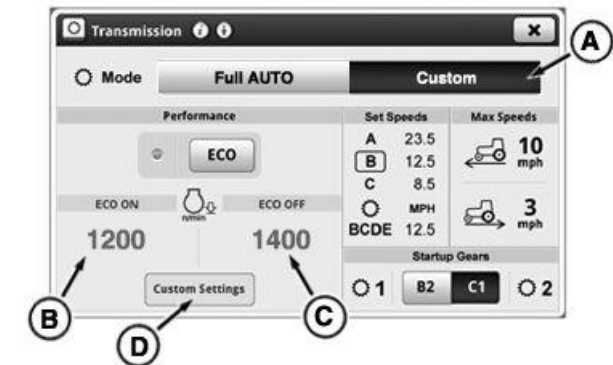 Transmission
A
Mode
Full AUTO
Custom
Performance
ECO
ECO ON
n/min
ECO OFF
1200
1400
Custom Settings
B
D
C
Set Speeds
A 23.5
B 12.5
C 8.5
MPH
BCDE 12.5
Max Speeds
10
mph
3
mph
Startup Gears
1
B2
C1
2